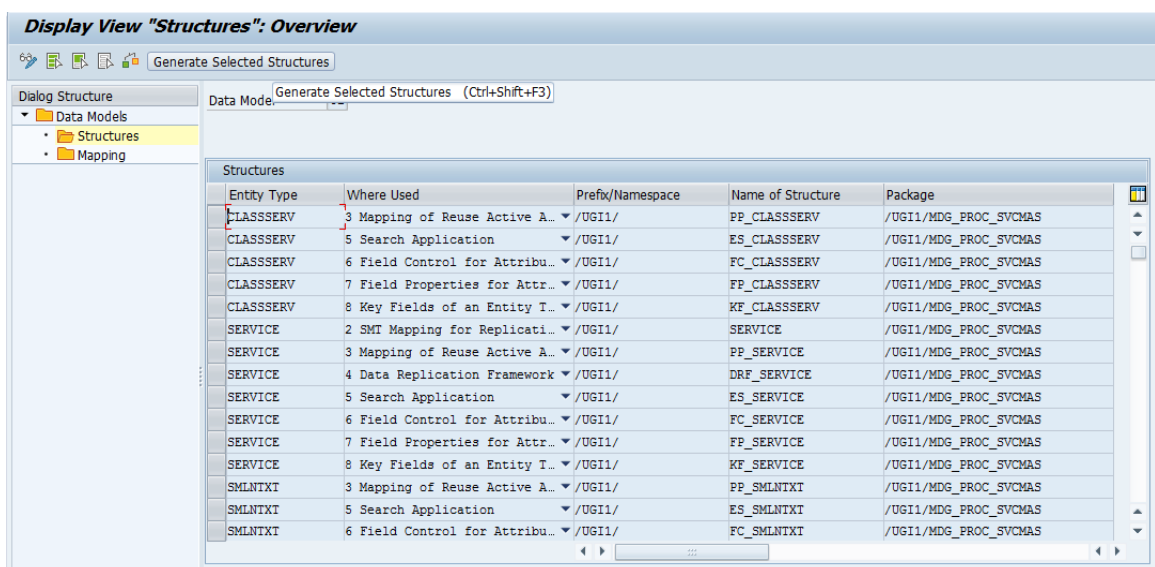 Display View "Structures": Overview
Generate Selected Structures
Generate Selected Structures (Ctrl+Shift+F3)
Dialog Structure
Data Models
Structures
Mapping
Data Mode
Structures
Entity Type Where Used Prefix/Namespace Name of Structure Package
CLASSSERV 3 Mapping of Reuse Active A… /UGI1/ PP_CLASSSERV /UGI1/MDG_PROC_SVCMAS
CLASSSERV 5 Search Application /UGI1/ ES_CLASSSERV /UGI1/MDG_PROC_SVCMAS
CLASSSERV 6 Field Control for Attribu… /UGI1/ FC_CLASSSERV /UGI1/MDG_PROC_SVCMAS
CLASSSERV 7 Field Properties for Attr… /UGI1/ FP_CLASSSERV /UGI1/MDG_PROC_SVCMAS
CLASSSERV 8 Key Fields of an Entity T… /UGI1/ KF_CLASSSERV /UGI1/MDG_PROC_SVCMAS
SERVICE 2 SMT Mapping for Replicati… /UGI1/ SERVICE /UGI1/MDG_PROC_SVCMAS
SERVICE 3 Mapping of Reuse Active A… /UGI1/ PP_SERVICE /UGI1/MDG_PROC_SVCMAS
SERVICE 4 Data Replication Framework /UGI1/ DRF_SERVICE /UGI1/MDG_PROC_SVCMAS
SERVICE 5 Search Application /UGI1/ ES_SERVICE /UGI1/MDG_PROC_SVCMAS
SERVICE 6 Field Control for Attribu… /UGI1/ FC_SERVICE /UGI1/MDG_PROC_SVCMAS
SERVICE 7 Field Properties for Attr… /UGI1/ FP_SERVICE /UGI1/MDG_PROC_SVCMAS
SERVICE 8 Key Fields of an Entity T… /UGI1/ KF_SERVICE /UGI1/MDG_PROC_SVCMAS
SMLNTXT 3 Mapping of Reuse Active A… /UGI1/ PP_SMLNTXT /UGI1/MDG_PROC_SVCMAS
SMLNTXT 5 Search Application /UGI1/ ES_SMLNTXT /UGI1/MDG_PROC_SVCMAS
SMLNTXT 6 Field Control for Attribu… /UGI1/ FC_SMLNTXT /UGI1/MDG_PROC_SVCMAS